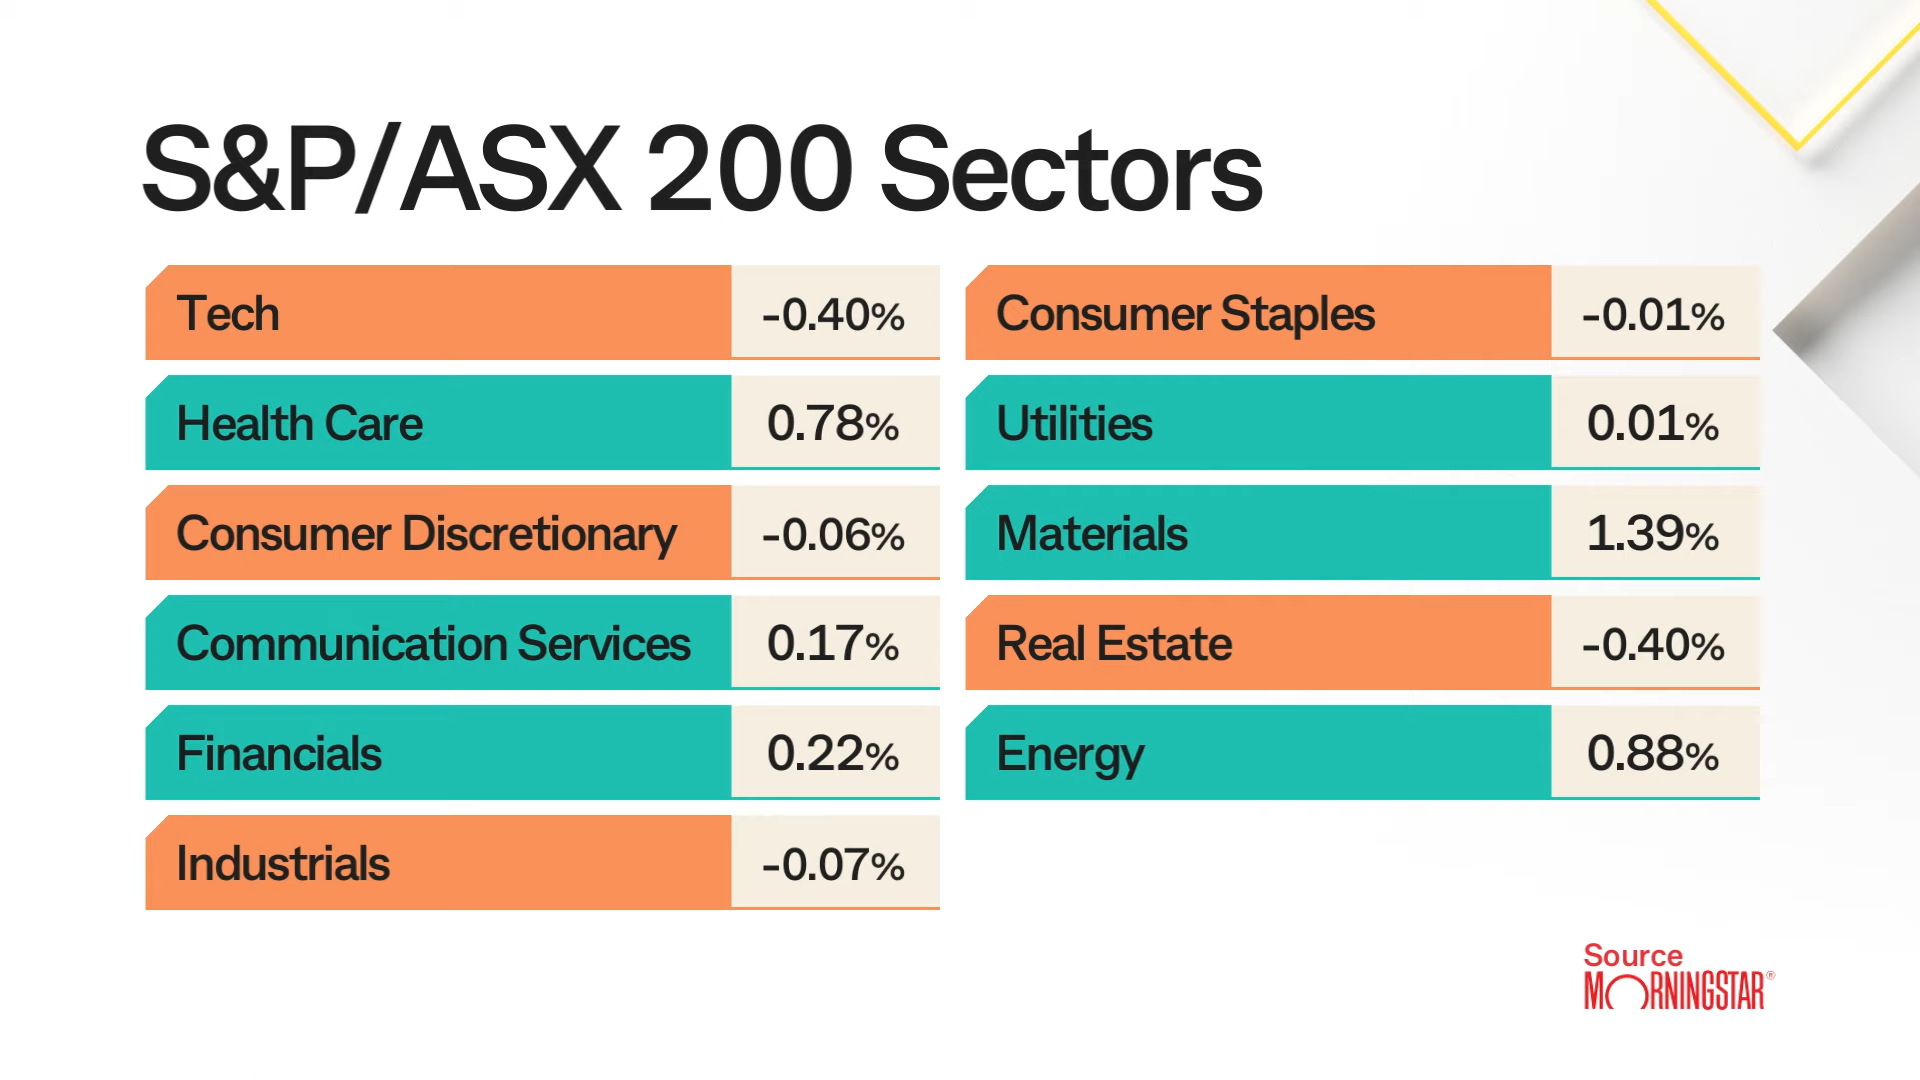 S&P/ASX 200 Sectors
Tech -0.40%
Health Care 0.78%
Consumer Discretionary -0.06%
Communication Services 0.17%
Financials 0.22%
Industrials -0.07%
Consumer Staples -0.01%
Utilities 0.01%
Materials 1.39%
Real Estate -0.40%
Energy 0.88%
Source
MORNINGSTAR®